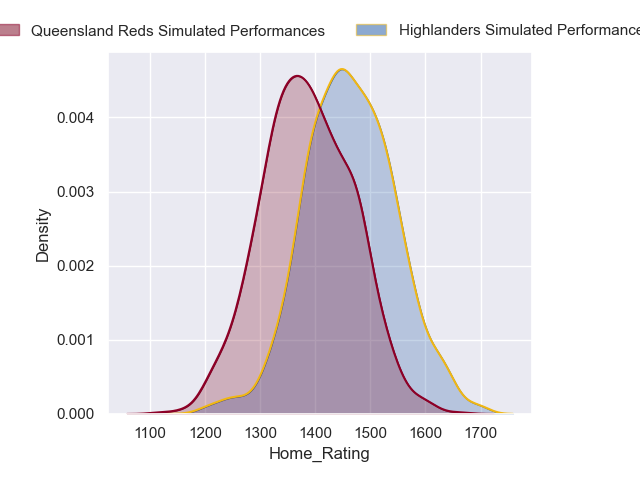 Queensland Reds Simulated Performances
Highlanders Simulated Performance
0.004
0.003
0.002
0.001
0.000
Density
1100 1200 1300 1400 1500 1600 1700
Home_Rating